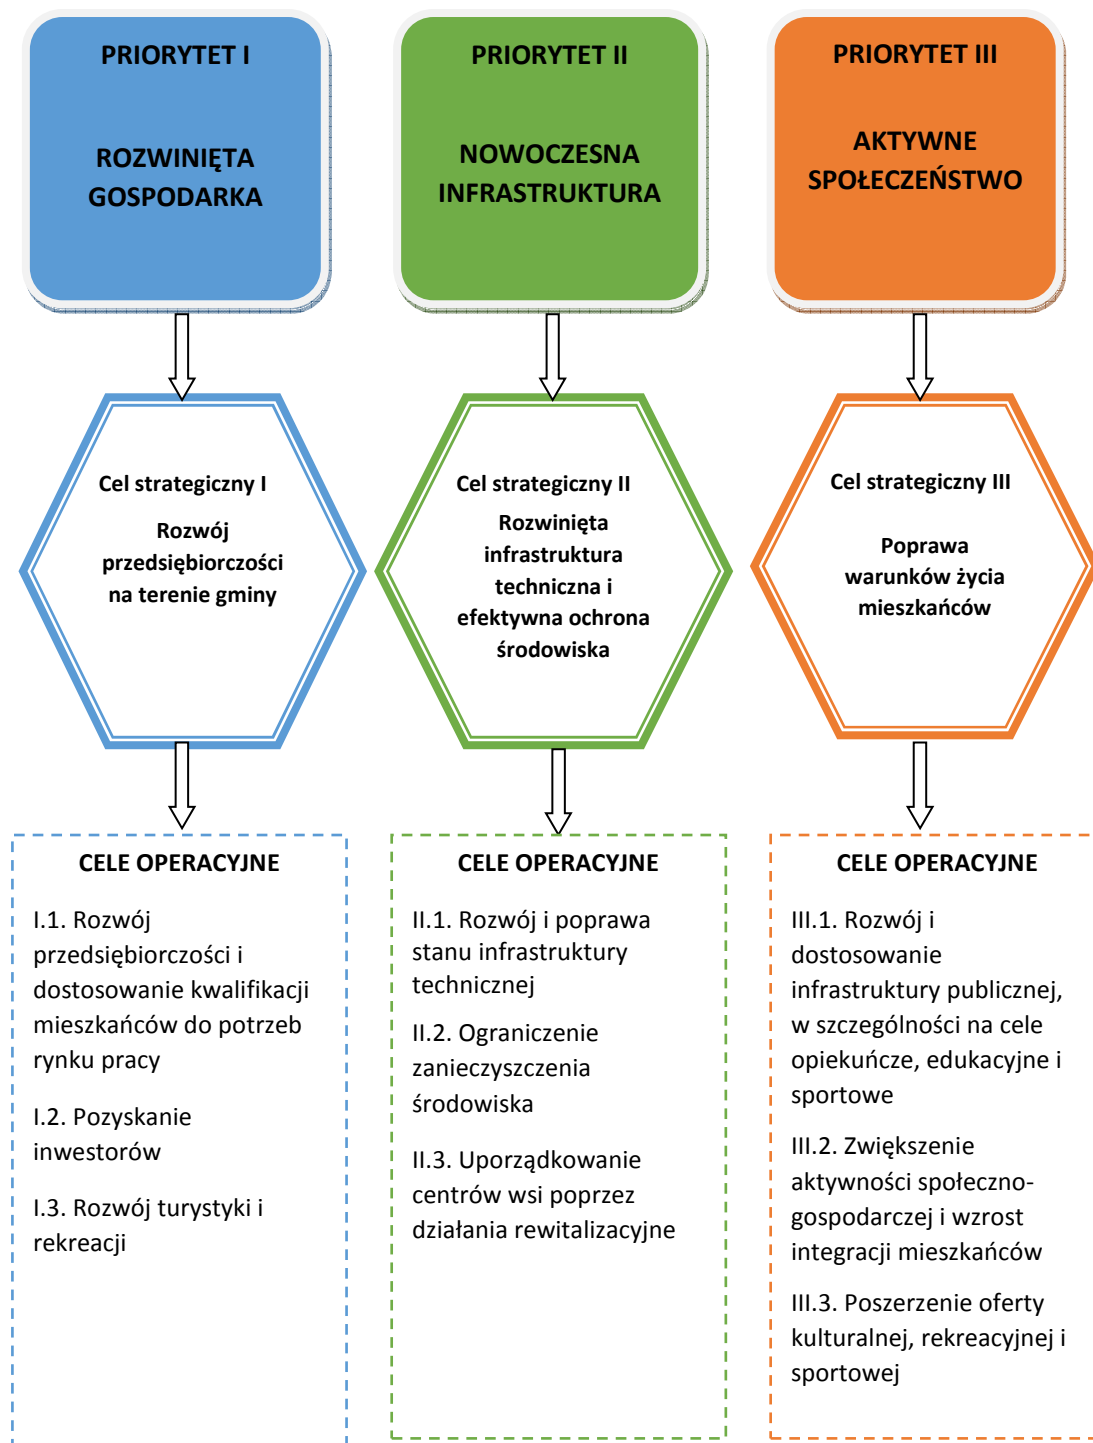 PRIORYTET I
ROZWINIĘTA
GOSPODARKA
PRIORYTET II
NOWOCZESNA
INFRASTRUKTURA
PRIORYTET III
AKTYWNE
SPOŁECZEŃSTWO
Cel strategiczny I
Rozwój
przedsiębiorczości
na terenie gminy
Cel strategiczny II
Rozwinięta
infrastruktura
techniczna i
efektywna ochrona
środowiska
Cel strategiczny III
Poprawa
warunków życia
mieszkańców
CELE OPERACYJNE
I.1. Rozwój
przedsiębiorczości i
dostosowanie kwalifikacji
mieszkańców do potrzeb
rynku pracy
I.2. Pozyskanie
inwestorów
I.3. Rozwój turystyki i
rekreacji
CELE OPERACYJNE
II.1. Rozwój i poprawa
stanu infrastruktury
technicznej
II.2. Ograniczenie
zanieczyszczenia
środowiska
II.3. Uporządkowanie
centrów wsi poprzez
działania rewitalizacyjne
CELE OPERACYJNE
III.1. Rozwój i
dostosowanie
infrastruktury publicznej,
w szczególności na cele
opiekuńcze, edukacyjne i
sportowe
III.2. Zwiększenie
aktywności społeczno-
gospodarczej i wzrost
integracji mieszkańców
III.3. Poszerzenie oferty
kulturalnej, rekreacyjnej i
sportowej